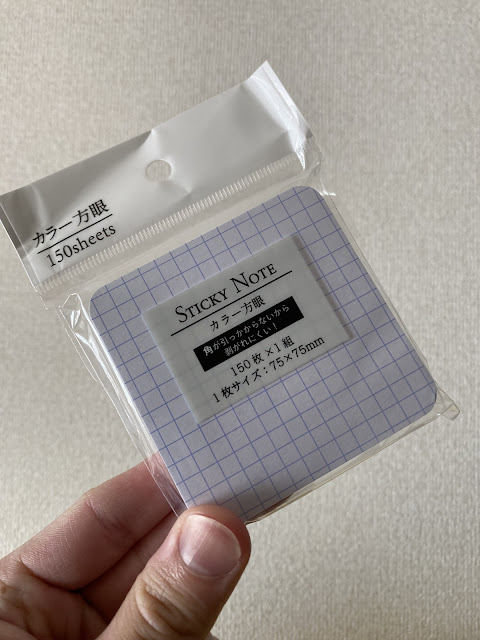 カラー方眼
150sheets
STICKY NOTE
カラー方眼
角が引っかからないから
剥がれにくい！
150枚×1組
1枚サイズ：75×75mm